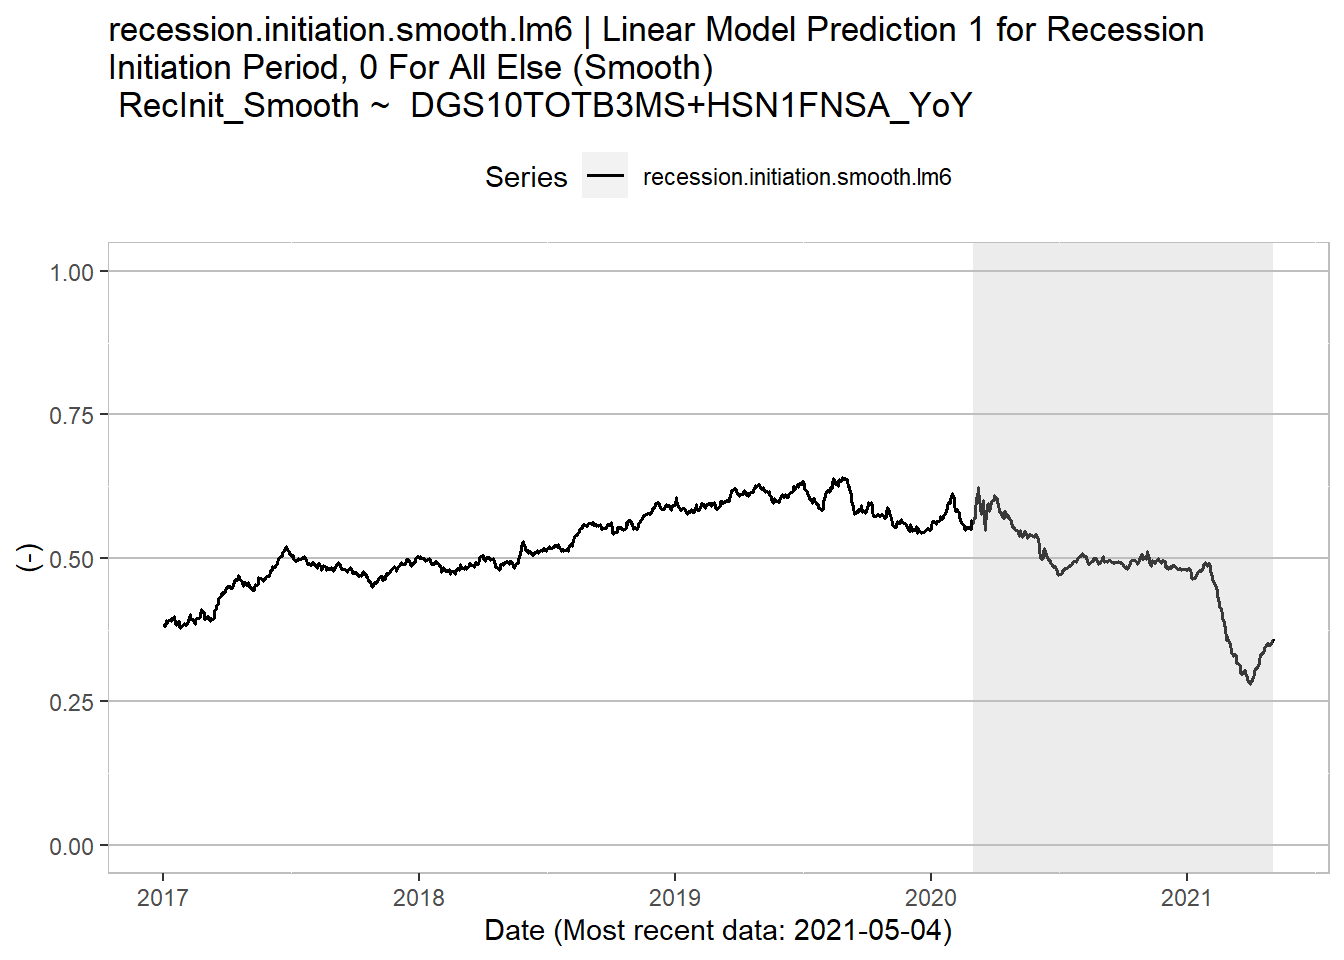 recession.initiation.smooth.lm6 | Linear Model Prediction 1 for Recession
Initiation Period, 0 For All Else (Smooth)
RecInit_Smooth ~  DGS10TOTB3MS+HSN1FNSA_YoY
Series
recession.initiation.smooth.lm6
(-)
1.00
0.75
0.50
0.25
0.00
2017
2018
2019
2020
2021
Date (Most recent data: 2021-05-04)